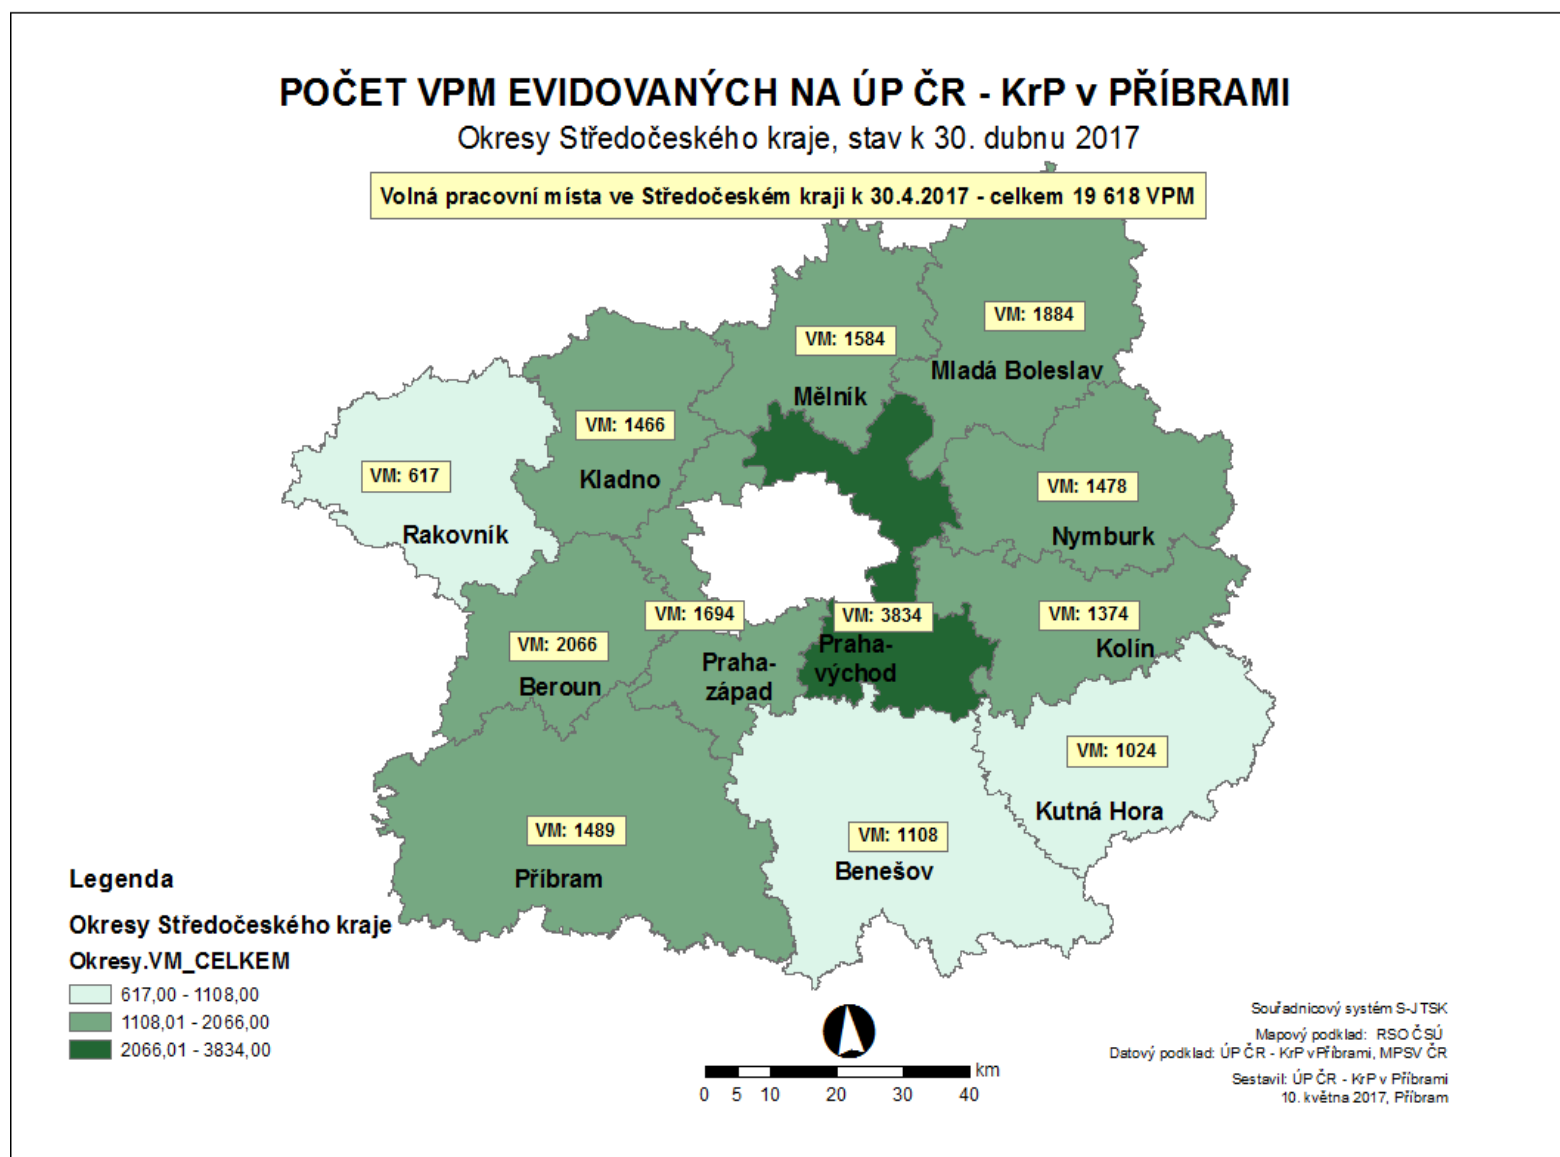 POČET VPM EVIDOVANÝCH NA ÚP ČR - KrP v PŘÍBRAMI
Okresy Středočeského kraje, stav k 30. dubnu 2017
Volná pracovní místa ve Středočeském kraji k 30.4.2017 - celkem 19 618 VPM
VM: 1884
Mladá Boleslav
VM: 1584
Mělník
VM: 1466
Kladno
VM: 617
Rakovník
VM: 1478
Nymburk
VM: 1694
Praha-
západ
VM: 3834
Praha-
východ
VM: 1374
Kolín
VM: 2066
Beroun
VM: 1024
Kutná Hora
VM: 1489
Příbram
VM: 1108
Benešov
Legenda
Okresy Středočeského kraje
Okresy.VM_CELKEM
617,00 - 1108,00
1108,01 - 2066,00
2066,01 - 3834,00
km
0 5 10 20 30 40
Souřadnicový systém S-JTSK
Mapový podklad: RSO ČSÚ
Datový podklad: ÚP ČR - KrP v Příbrami, MPSV ČR
Sestavil: ÚP ČR - KrP v Příbrami
10. května 2017, Příbram